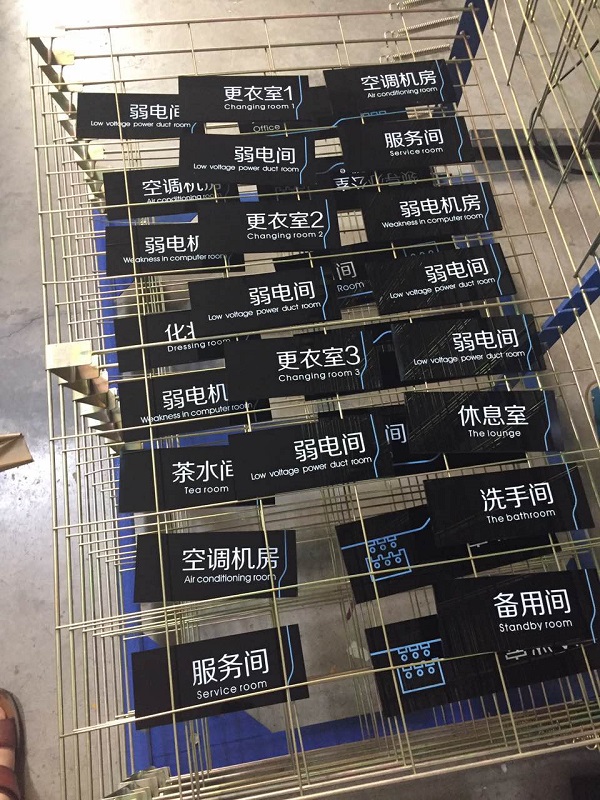 弱电间
Low voltage power duct room
更衣室1
Changing room 1
空调机房
Air conditioning room
Office
弱电间
Low voltage power duct room
服务间
Service room
空调机房
Air conditioning room
更衣室2
Changing room 2
弱电机房
Weakness in computer room
弱电机
Weakness in computer room
弱电间
Low voltage power duct room
间
Room
弱电间
Low voltage power duct room
Dressing room
更衣室3
Changing room 3
弱电间
Low voltage power duct room
弱电机
Weakness in computer room
休息室
The lounge
茶水间
Tea room
弱电间
Low voltage power duct room
间
洗手间
The bathroom
空调机房
Air conditioning room
备用间
Standby room
服务间
Service room